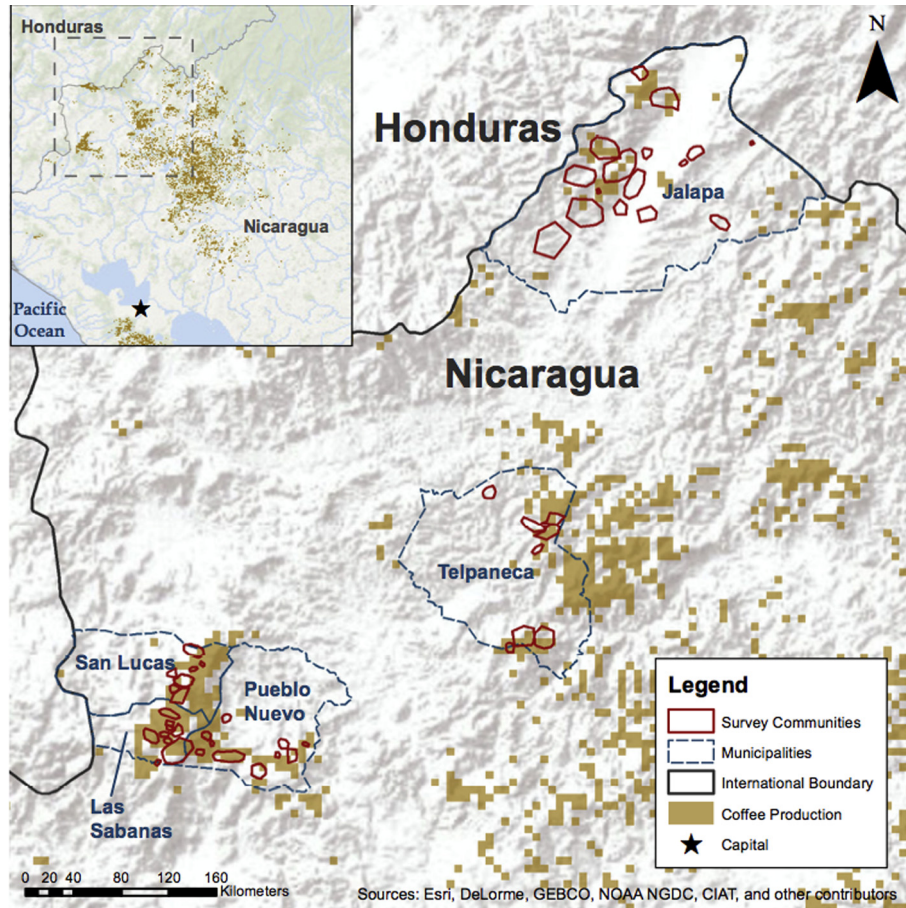 Honduras
Nicaragua
Pacific
Ocean
N
Honduras
Jalapa
Nicaragua
Telpaneca
San Lucas
Pueblo
Nuevo
Las
Sabanas
Legend
Survey Communities
Municipalities
International Boundary
Coffee Production
Capital
0 20 40 80 120 160
Kilometers
Sources: Esri, DeLorme, GEBCO, NOAA NGDC, CIAT, and other contributors